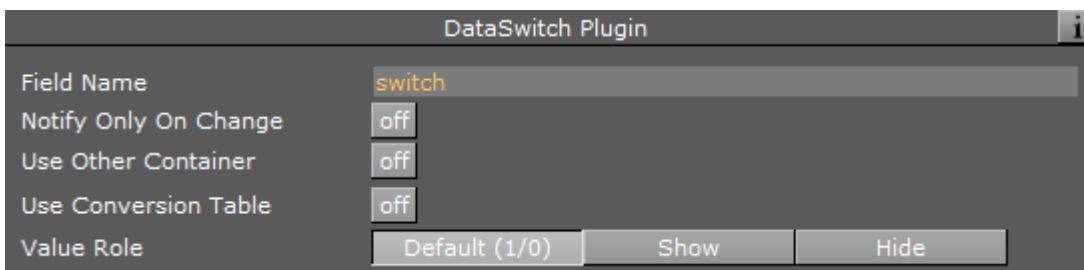 DataSwitch Plugin i
Field Name switch
Notify Only On Change off
Use Other Container off
Use Conversion Table off
Value Role Default (1/0) Show Hide